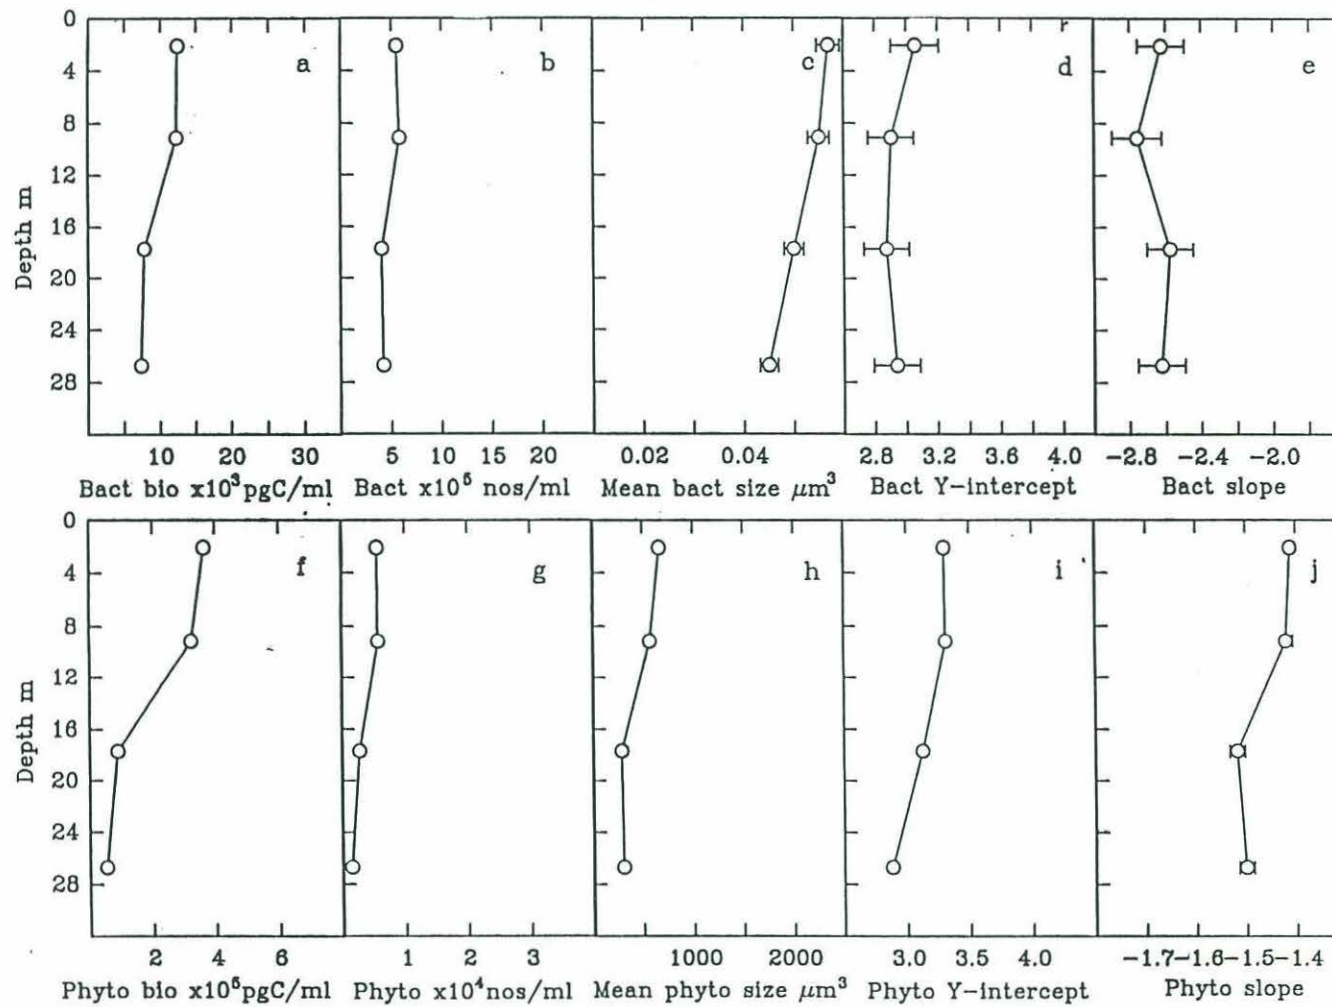 0
4
8
12
16
20
24
28
Depth m
a
b
c
d
e
10 20 30
5 10 15 20
0.02 0.04
2.8 3.2 3.6 4.0
-2.8 -2.4 -2.0
Bact bio x10³pgC/ml
Bact x10⁵ nos/ml
Mean bact size μm³
Bact Y-intercept
Bact slope
0
4
8
12
16
20
24
28
Depth m
f
g
h
i
j
2 4 6
1 2 3
1000 2000
3.0 3.5 4.0
-1.7-1.6-1.5-1.4
Phyto bio x10⁵pgC/ml
Phyto x10⁴nos/ml
Mean phyto size μm³
Phyto Y-intercept
Phyto slope